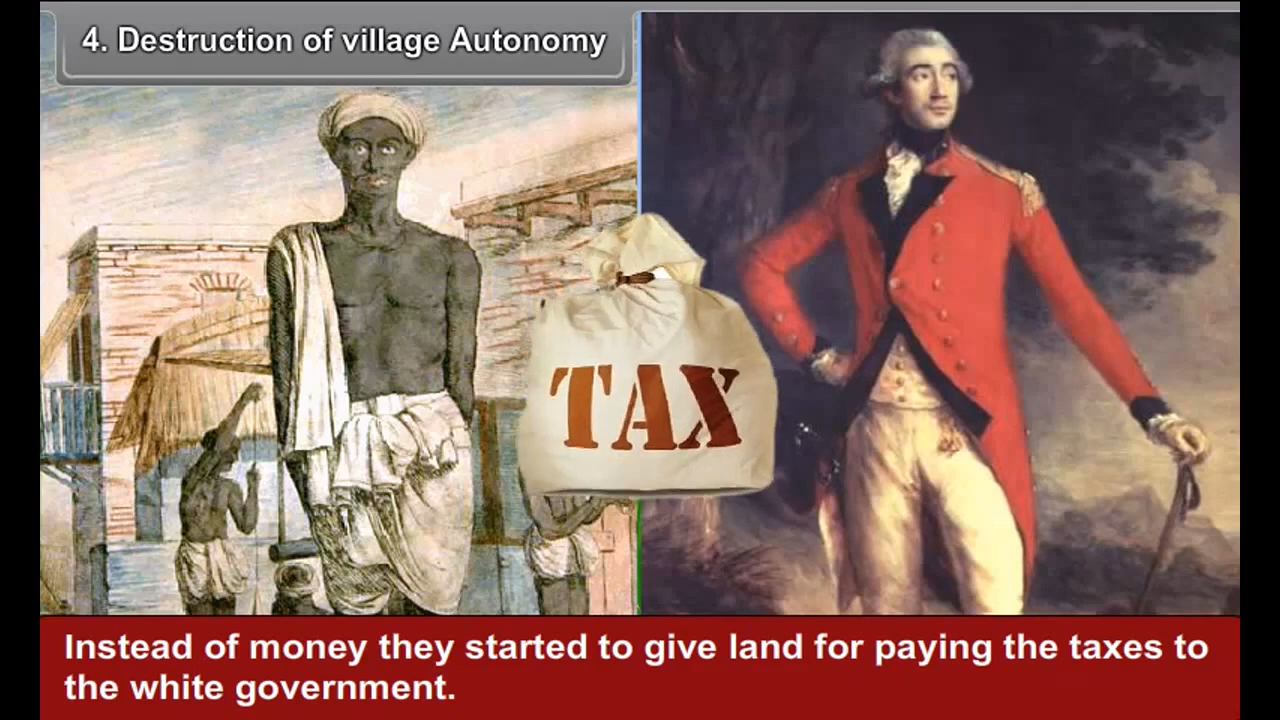 4. Destruction of village Autonomy
TAX
Instead of money they started to give land for paying the taxes to
the white government.